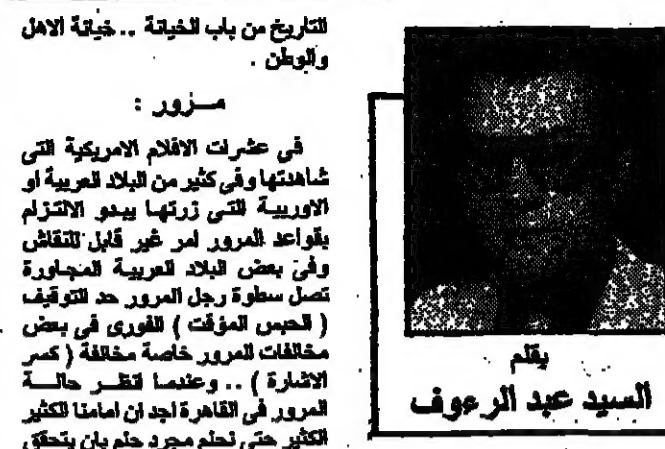 للتاريخ من باب الخيانة .. خيانة الاهل
والوطن .
مــزور :
فى عشرات الافلام الامريكية التى
شاهدتها وفى كثير من البلاد العربية او
الاوربية التى زرتها يبدو الالتزام
بقواعد المرور امر غير قابل للنقاش
وفى بعض البلاد العربية المجاورة
تصل سطوة رجل المرور حد التوقيف
( الحبس المؤقت ) الفورى فى بعض
مخالفات المرور خاصة مخالفة ( كسر
الاشارة ) .. وعندما انظر حالــة
المرور فى القاهرة اجد ان امامنا الكثير
الكثير حتى نحلم مجرد حلم بان يتحقق
بقلم
السيد عبد الرءوف